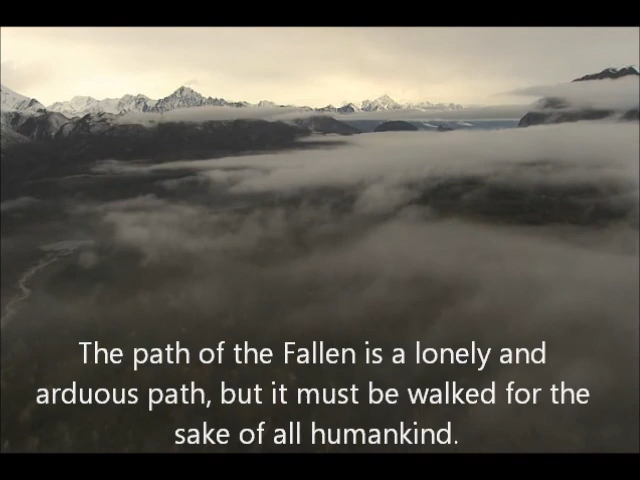 The path of the Fallen is a lonely and
arduous path, but it must be walked for the
sake of all humankind.